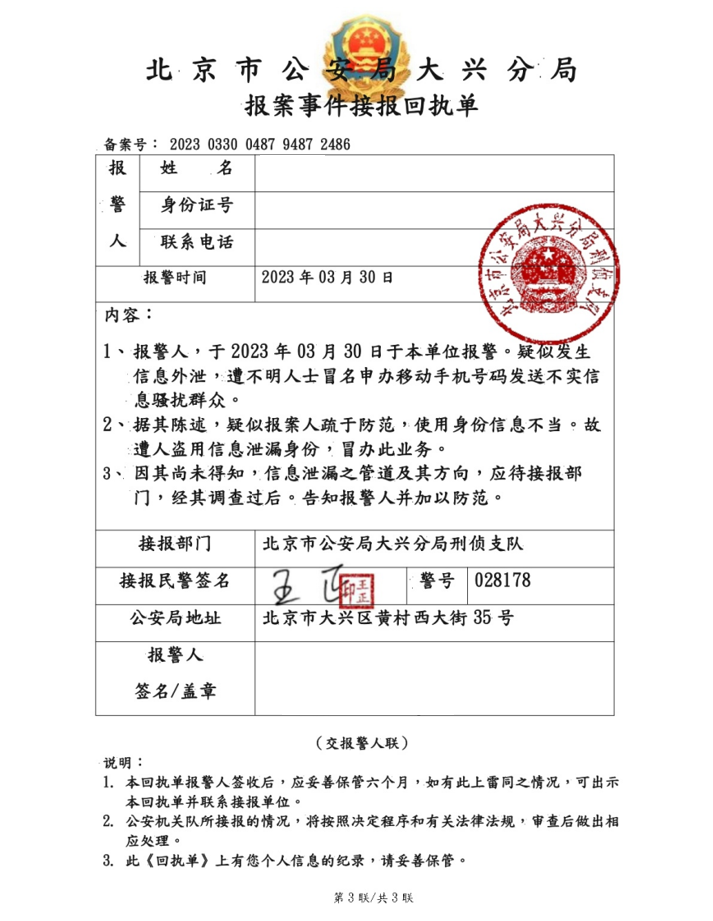 北京市公安局大兴分局
报案事件接报回执单
备案号： 2023 0330 0487 9487 2486
报警人
姓 名
身份证号
联系电话
报警时间 2023 年 03 月 30 日
北京市公安局大兴分局刑侦支队
内容：
1、报警人，于 2023 年 03 月 30 日于本单位报警。疑似发生
信息外泄，遭不明人士冒名申办移动手机号码发送不实信
息骚扰群众。
2、据其陈述，疑似报案人疏于防范，使用身份信息不当。故
遭人盗用信息泄漏身份，冒办此业务。
3、因其尚未得知，信息泄漏之管道及其方向，应待接报部
门，经其调查过后。告知报警人并加以防范。
接报部门 北京市公安局大兴分局刑侦支队
接报民警签名 王正 王正印 警号 028178
公安局地址 北京市大兴区黄村西大街 35 号
报警人
签名/盖章
（交报警人联）
说明：
1. 本回执单报警人签收后，应妥善保管六个月，如有此上雷同之情况，可出示
本回执单并联系接报单位。
2. 公安机关队所接报的情况，将按照决定程序和有关法律法规，审查后做出相
应处理。
3. 此《回执单》上有您个人信息的纪录，请妥善保管。
第 3 联/共 3 联